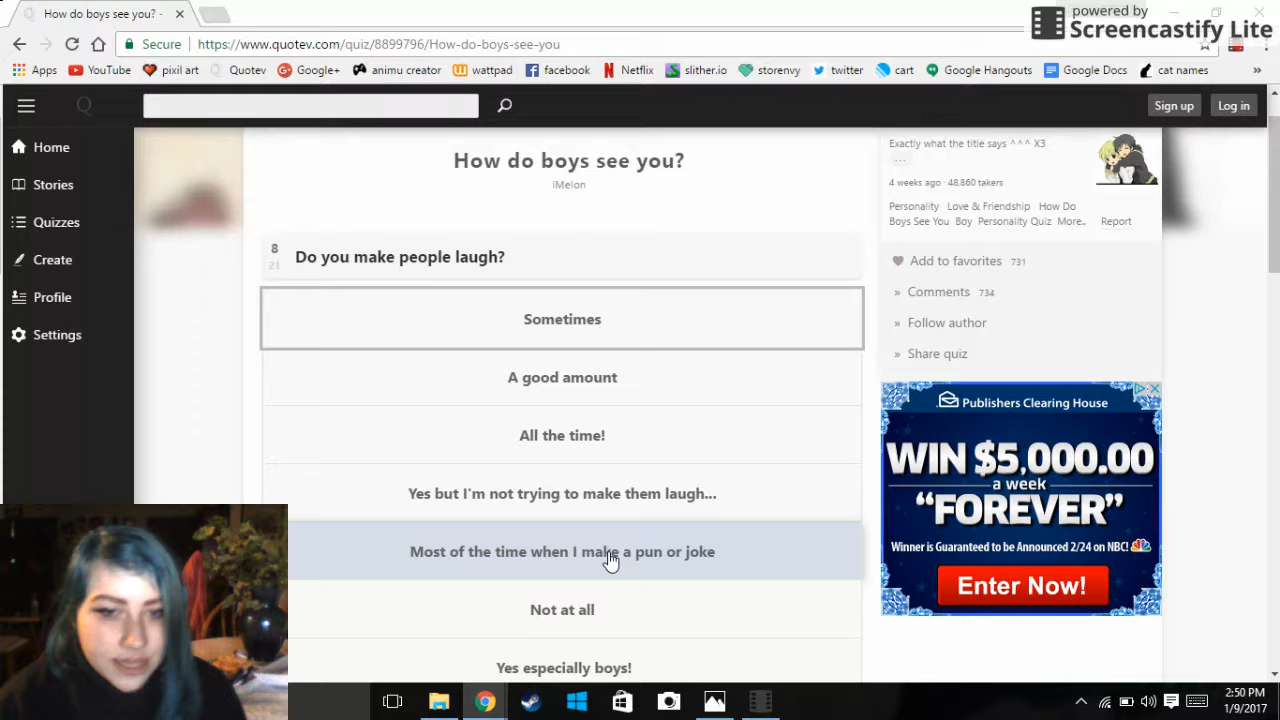 How do boys see you? -
powered by
Screencastify Lite
Secure
https://www.quotev.com/quiz/8899796/How-do-boys-see-you
Apps
YouTube
pixil art
Quotev
Google+
animu creator
wattpad
facebook
Netflix
slither.io
storenvy
twitter
cart
Google Hangouts
Google Docs
cat names
»
Q
Sign up
Log in
Home
Stories
Quizzes
Create
Profile
Settings
How do boys see you?
iMelon
8
21
Do you make people laugh?
Sometimes
A good amount
All the time!
Yes but I'm not trying to make them laugh...
Most of the time when I make a pun or joke
Not at all
Yes especially boys!
Exactly what the title says ^^^ X3
...
4 weeks ago · 48,860 takers
Personality Love & Friendship How Do
Boys See You Boy Personality Quiz More..
Report
Add to favorites 731
» Comments 734
» Follow author
» Share quiz
Publishers Clearing House
WIN $5,000.00
a week
"FOREVER"
Winner is Guaranteed to be Announced 2/24 on NBC!
Enter Now!
2:50 PM
1/9/2017